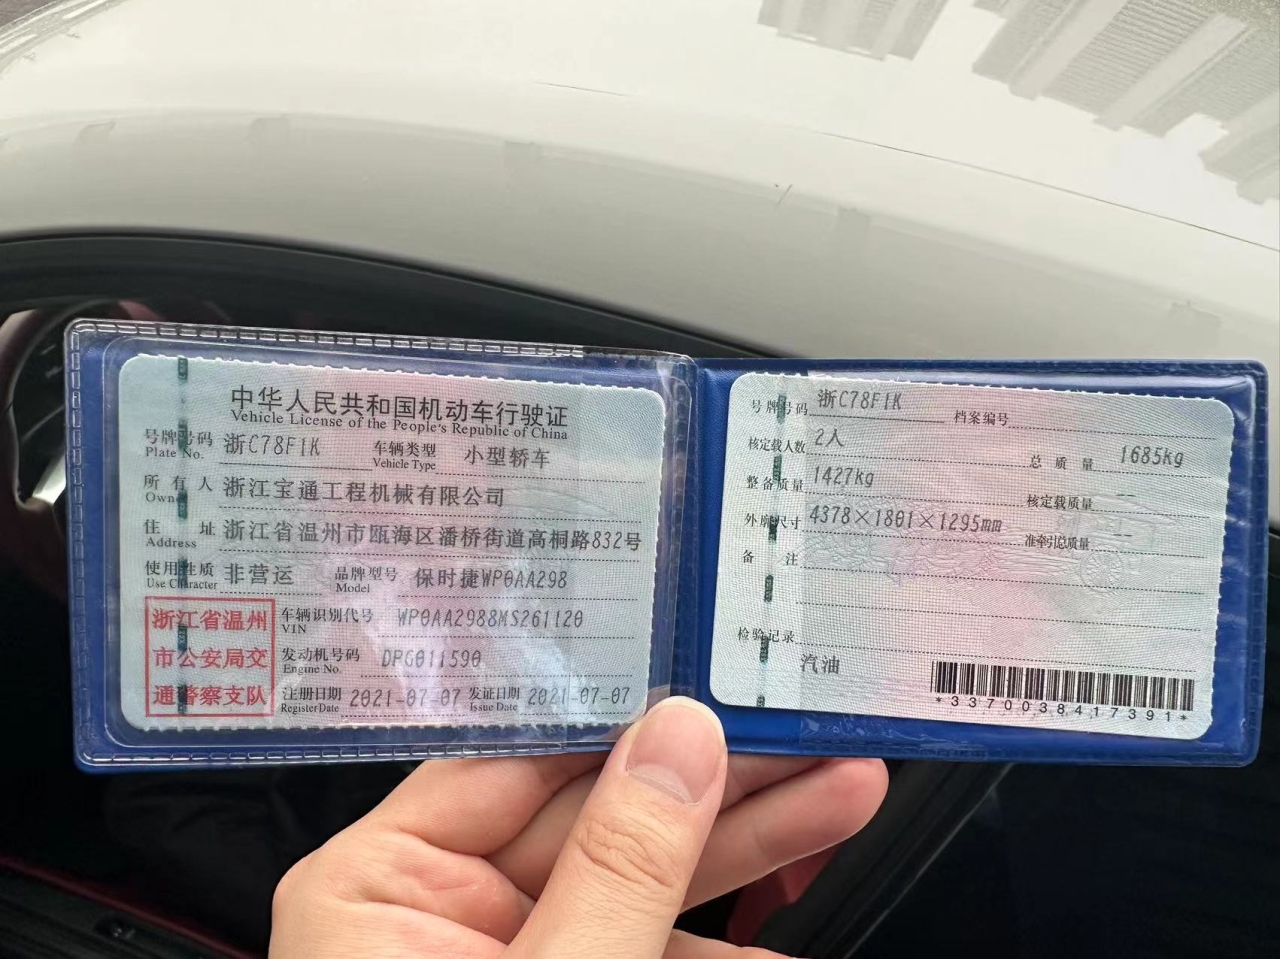 中华人民共和国机动车行驶证
Vehicle License of the People's Republic of China
号牌号码 浙C78F1K 车辆类型 小型轿车
Plate No. Vehicle Type
所有人 浙江宝通工程机械有限公司
Owner
住址 浙江省温州市瓯海区潘桥街道高桐路832号
Address
使用性质 非营运 品牌型号 保时捷WP0AA298
Use Character Model
浙江省温州
市公安局交
通警察支队
车辆识别代号 WP0AA2988MS261120
VIN
发动机号码 DPG011590
Engine No.
注册日期 2021-07-07 发证日期 2021-07-07
Register Date Issue Date
号牌号码 浙C78F1K 档案编号
核定载人数 2人 总质量 1685kg
整备质量 1427kg 核定载质量 --
外廓尺寸 4378×1801×1295mm 准牵引总质量 --
备注
检验记录
汽油
*3370038417391*